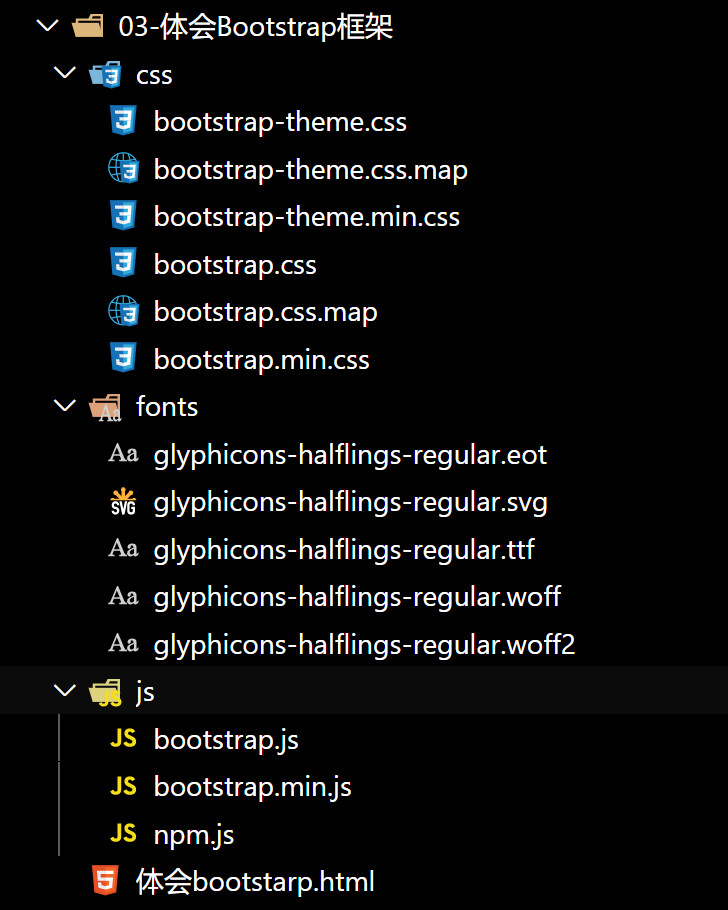 03-体会Bootstrap框架
css
bootstrap-theme.css
bootstrap-theme.css.map
bootstrap-theme.min.css
bootstrap.css
bootstrap.css.map
bootstrap.min.css
fonts
Aa glyphicons-halflings-regular.eot
SVG glyphicons-halflings-regular.svg
Aa glyphicons-halflings-regular.ttf
Aa glyphicons-halflings-regular.woff
Aa glyphicons-halflings-regular.woff2
js
JS bootstrap.js
JS bootstrap.min.js
JS npm.js
体会bootstarp.html